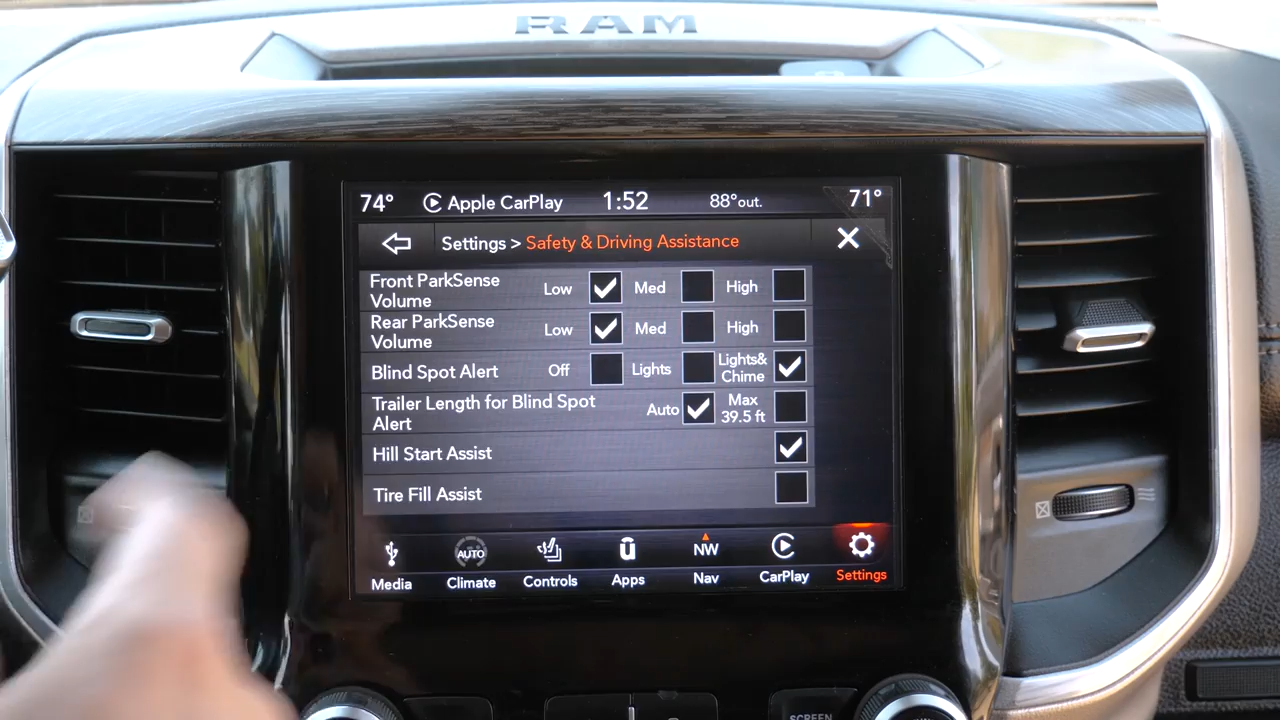 RAM
74° Apple CarPlay 1:52 88°out. 71°
Settings > Safety & Driving Assistance
Front ParkSense Volume Low Med High
Rear ParkSense Volume Low Med High
Blind Spot Alert Off Lights Lights& Chime
Trailer Length for Blind Spot Alert Auto Max 39.5 ft
Hill Start Assist
Tire Fill Assist
AUTO NW
Media Climate Controls Apps Nav CarPlay Settings
SCREEN